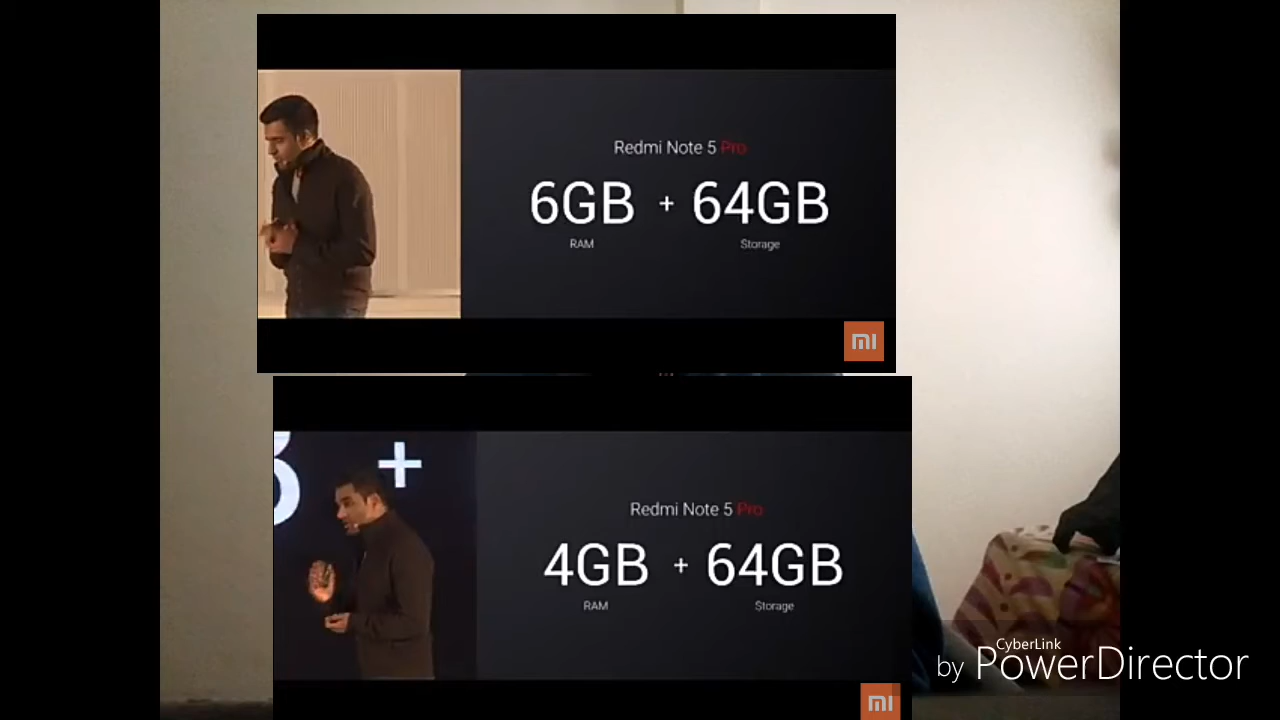 Redmi Note 5 Pro
6GB + 64GB
RAM Storage
mi
3 +
Redmi Note 5 Pro
4GB + 64GB
RAM Storage
mi
CyberLink
by PowerDirector